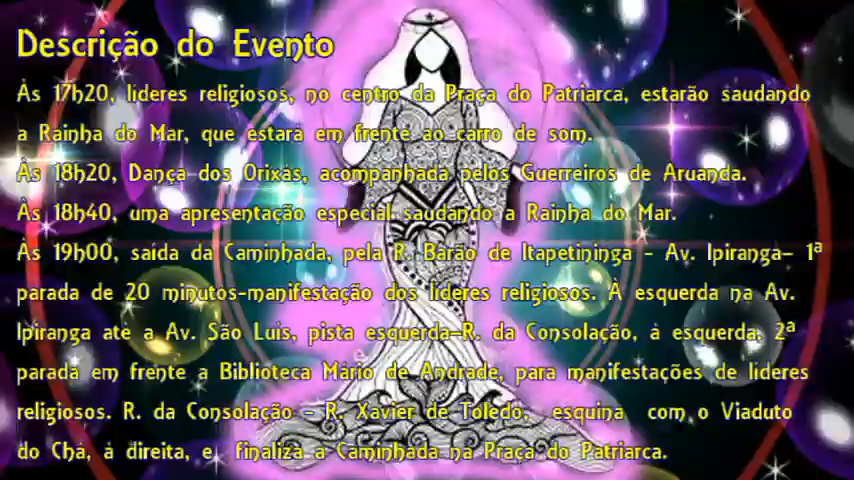 Descrição do Evento
Às 17h20, líderes religiosos, no centro da Praça do Patriarca, estarão saudando
a Rainha do Mar, que estará em frente ao carro de som.
Às 18h20, Dança dos Orixás, acompanhada pelos Guerreiros de Aruanda.
Às 18h40, uma apresentação especial saudando a Rainha do Mar.
Às 19h00, saída da Caminhada, pela R. Barão de Itapetininga - Av. Ipiranga- 1ª
parada de 20 minutos-manifestação dos líderes religiosos. À esquerda na Av.
Ipiranga até a Av. São Luís, pista esquerda-R. da Consolação, à esquerda, 2ª
parada em frente a Biblioteca Mário de Andrade, para manifestações de líderes
religiosos. R. da Consolação - R. Xavier de Toledo, esquina com o Viaduto
do Chá, à direita, e finaliza a Caminhada na Praça do Patriarca.